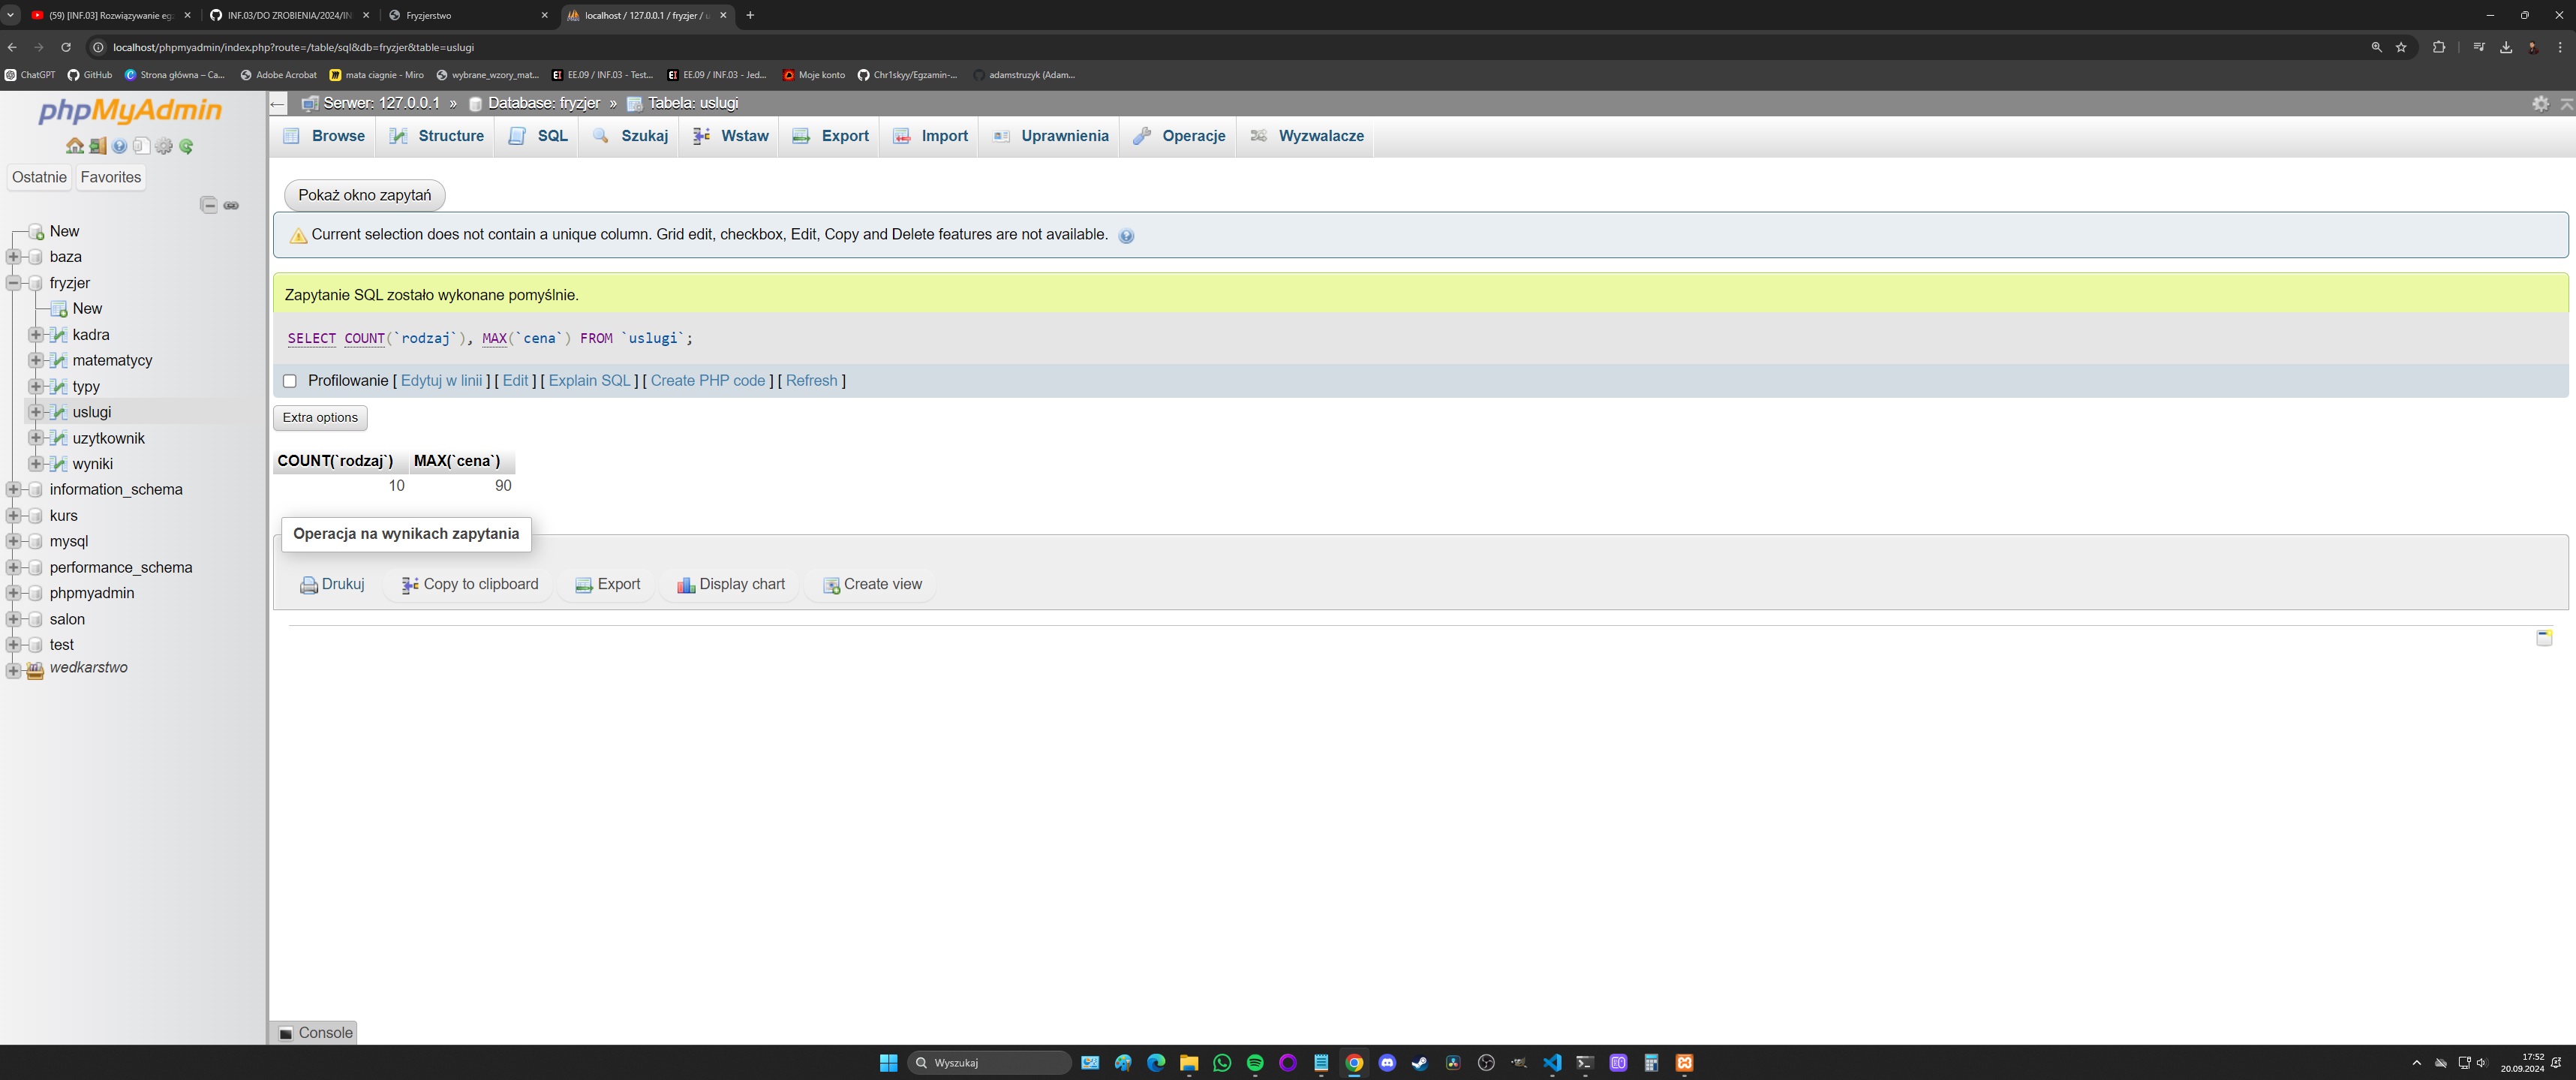 (59) [INF.03] Rozwiązywanie eg
INF.03/DO ZROBIENIA/2024/IN
Fryzjerstwo
localhost / 127.0.0.1 / fryzjer / u
localhost/phpmyadmin/index.php?route=/table/sql&db=fryzjer&table=uslugi
ChatGPT GitHub Strona główna – Ca... Adobe Acrobat mata ciagnie - Miro wybrane_wzory_mat... EE.09 / INF.03 - Test... EE.09 / INF.03 - Jed... Moje konto Chr1skyy/Egzamin-... adamstruzyk (Adam...
phpMyAdmin
Ostatnie Favorites
New
baza
fryzjer
New
kadra
matematycy
typy
uslugi
uzytkownik
wyniki
information_schema
kurs
mysql
performance_schema
phpmyadmin
salon
test
wedkarstwo
Serwer: 127.0.0.1 » Database: fryzjer » Tabela: uslugi
Browse Structure SQL Szukaj Wstaw Export Import Uprawnienia Operacje Wyzwalacze
Pokaż okno zapytań
Current selection does not contain a unique column. Grid edit, checkbox, Edit, Copy and Delete features are not available.
Zapytanie SQL zostało wykonane pomyślnie.
SELECT COUNT(`rodzaj`), MAX(`cena`) FROM `uslugi`;
Profilowanie [ Edytuj w linii ] [ Edit ] [ Explain SQL ] [ Create PHP code ] [ Refresh ]
Extra options
COUNT(`rodzaj`) MAX(`cena`)
10 90
Operacja na wynikach zapytania
Drukuj Copy to clipboard Export Display chart Create view
Console
Wyszukaj
17:52
20.09.2024